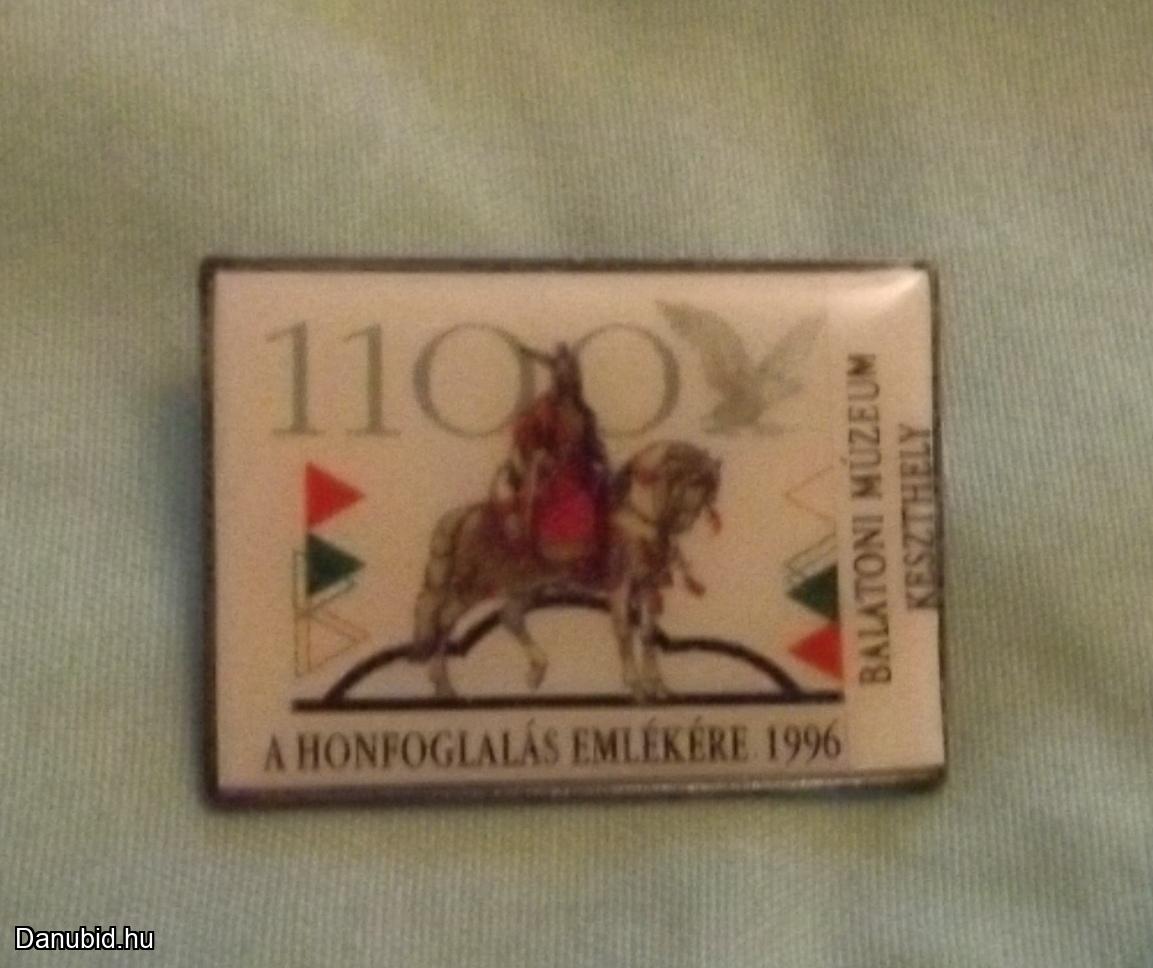 1100
A HONFOGLALÁS EMLÉKÉRE 1996
BALATONI MÚZEUM
KESZTHELY
Danubid.hu